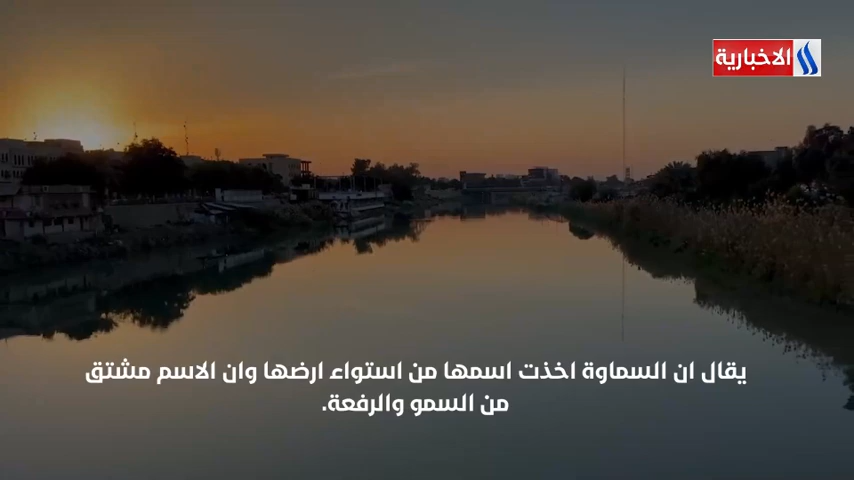 الاخبارية
يقال ان السماوة اخذت اسمها من استواء ارضها وان الاسم مشتق
من السمو والرفعة.